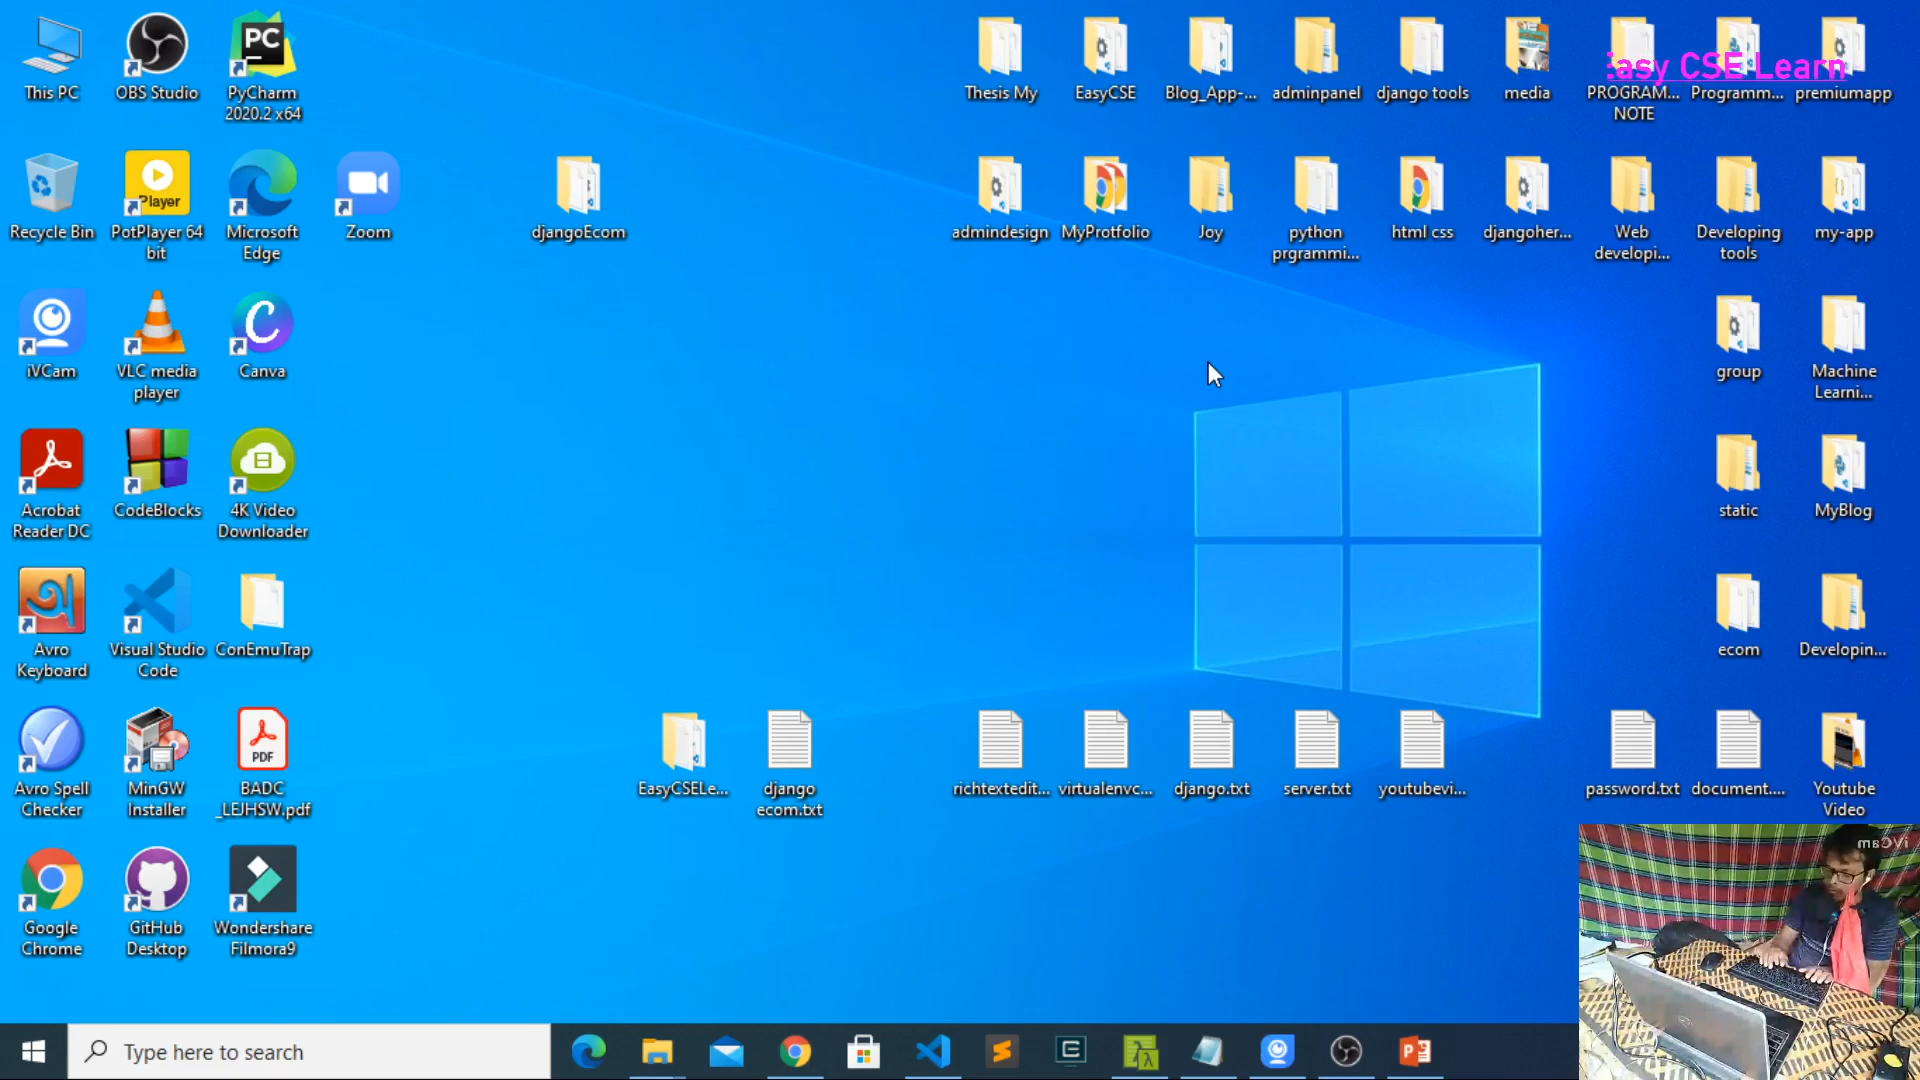 This PC
OBS Studio
PC
PyCharm
2020.2 x64
Thesis My
EasyCSE
Blog_App-...
adminpanel
django tools
media
PROGRAM...
NOTE
Programm...
premiumapp
Easy CSE Learn
Recycle Bin
Player
PotPlayer 64
bit
Microsoft
Edge
Zoom
djangoEcom
admindesign
MyProtfolio
Joy
python
prgrammi...
html css
djangoher...
Web
developi...
Developing
tools
my-app
iVCam
VLC media
player
C
Canva
group
Machine
Learni...
Acrobat
Reader DC
CodeBlocks
4K Video
Downloader
static
MyBlog
Avro
Keyboard
Visual Studio
Code
ConEmuTrap
ecom
Developin...
Avro Spell
Checker
MinGW
Installer
PDF
BADC
_LEJHSW.pdf
EasyCSELe...
django
ecom.txt
richtextedit...
virtualenvc...
django.txt
server.txt
youtubevi...
password.txt
document....
Youtube
Video
iVCam
Google
Chrome
GitHub
Desktop
Wondershare
Filmora9
Type here to search